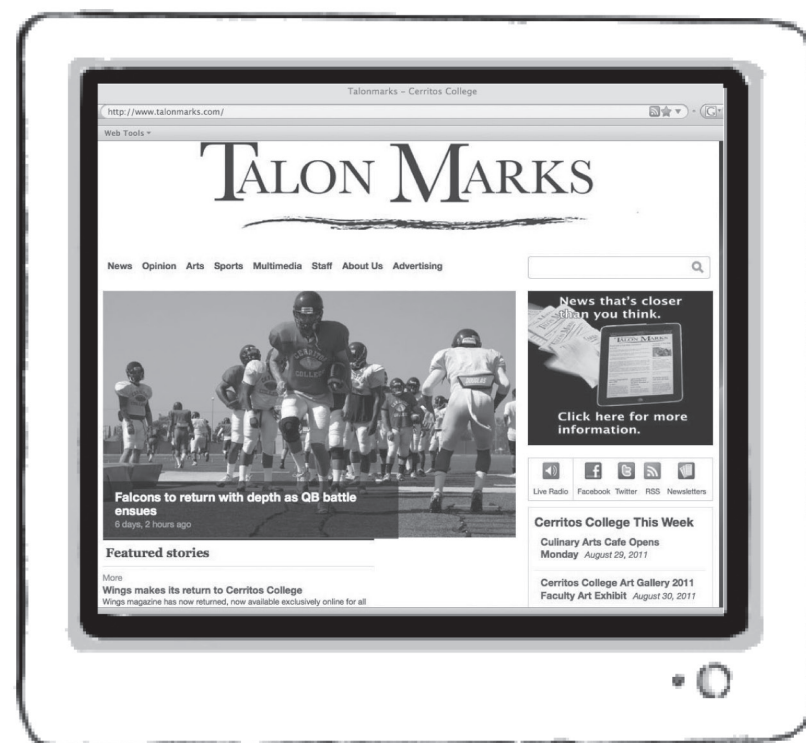 Talonmarks - Cerritos College
http://www.talonmarks.com/
Web Tools
TALON MARKS
News Opinion Arts Sports Multimedia Staff About Us Advertising
News that's closer
than you think.
TALON MARKS
Click here for more
information.
CERRITOS
COLLEGE
Falcons to return with depth as QB battle
ensues
6 days, 2 hours ago
Live Radio Facebook Twitter RSS Newsletters
Featured stories
More
Wings makes its return to Cerritos College
Wings magazine has now returned, now available exclusively online for all
Cerritos College This Week
Culinary Arts Cafe Opens
Monday August 29, 2011
Cerritos College Art Gallery 2011
Faculty Art Exhibit August 30, 2011